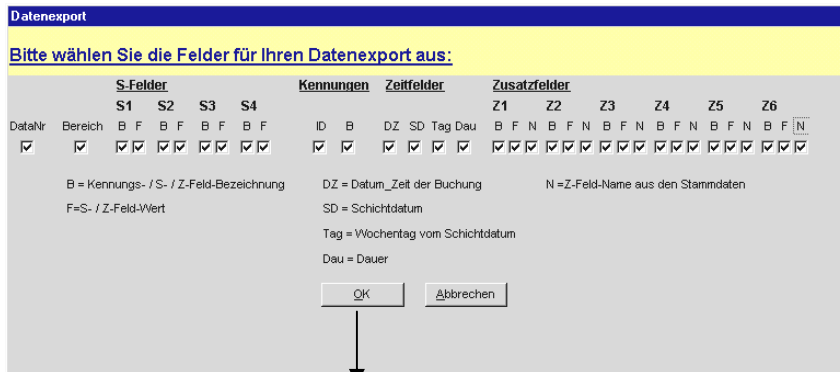 Datenexport
Bitte wählen Sie die Felder für Ihren Datenexport aus:
S-Felder Kennungen Zeitfelder Zusatzfelder
S1 S2 S3 S4 Z1 Z2 Z3 Z4 Z5 Z6
DataNr Bereich B F B F B F B F ID B DZ SD Tag Dau B F N B F N B F N B F N B F N B F N
B = Kennungs- / S- / Z-Feld-Bezeichnung DZ = Datum_Zeit der Buchung N =Z-Feld-Name aus den Stammdaten
F=S- / Z-Feld-Wert SD = Schichtdatum
Tag = Wochentag vom Schichtdatum
Dau = Dauer
OK Abbrechen